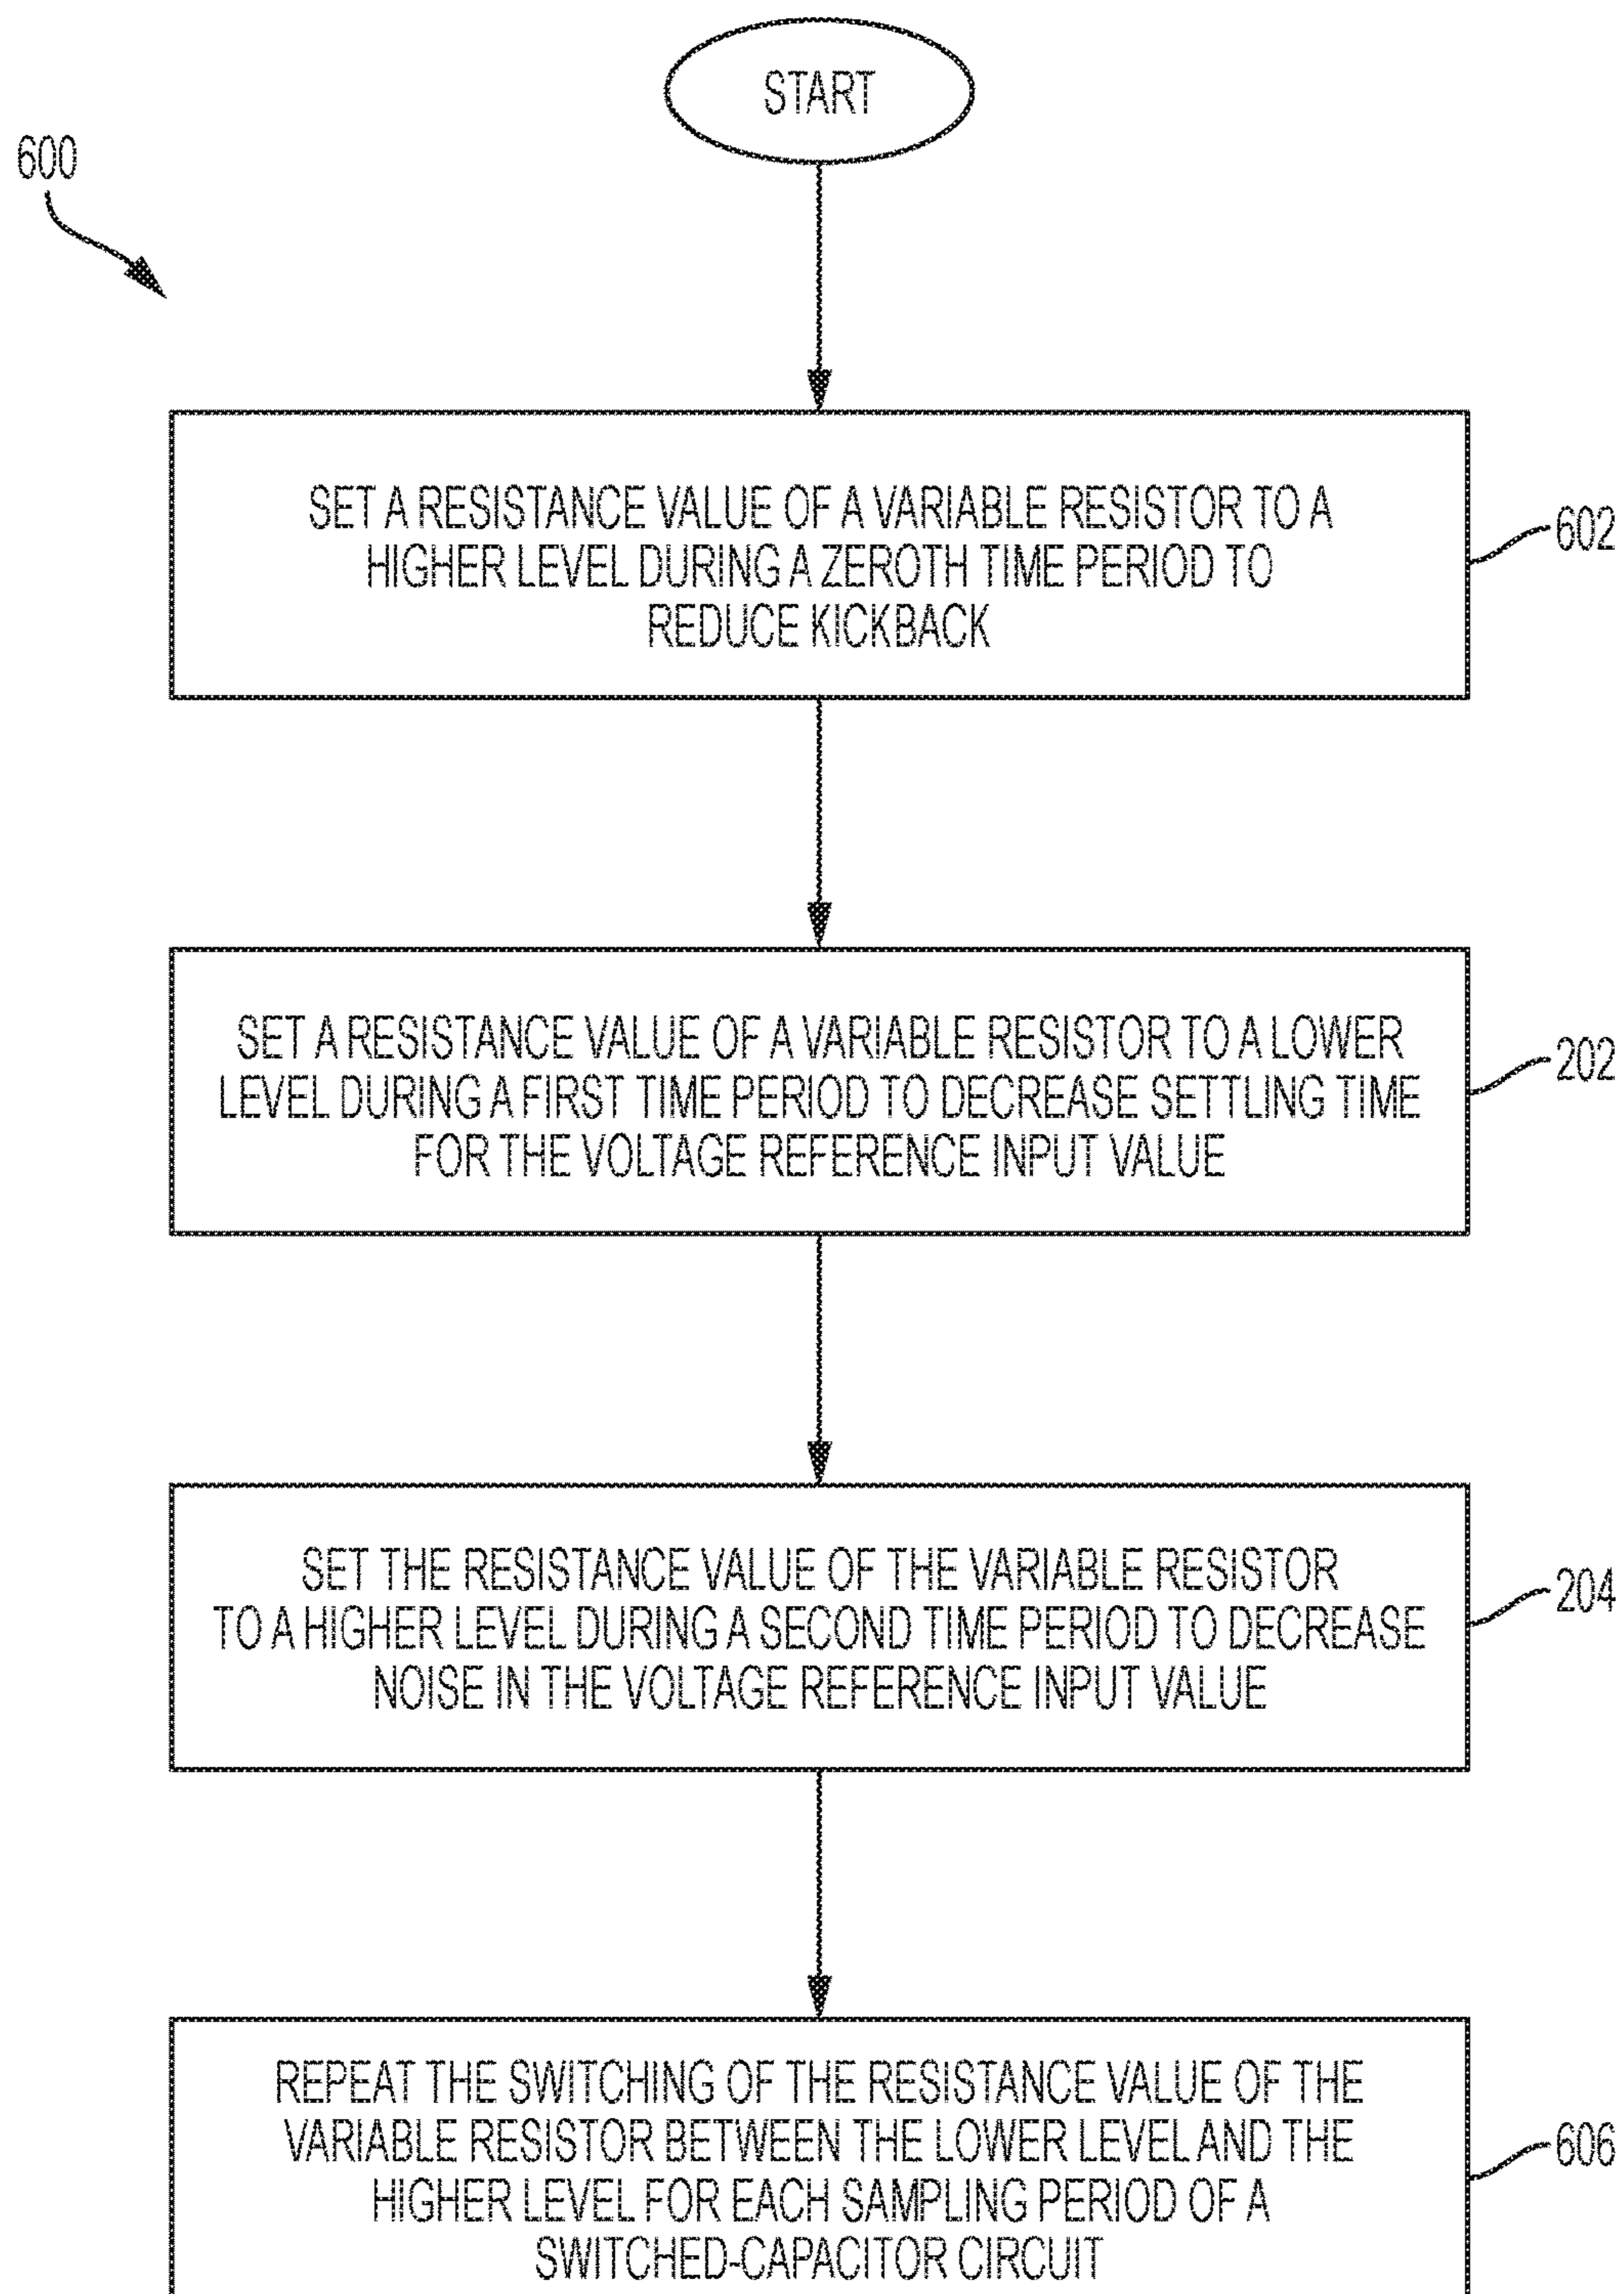 START
600
SET A RESISTANCE VALUE OF A VARIABLE RESISTOR TO A
HIGHER LEVEL DURING A ZEROTH TIME PERIOD TO
REDUCE KICKBACK
602
SET A RESISTANCE VALUE OF A VARIABLE RESISTOR TO A LOWER
LEVEL DURING A FIRST TIME PERIOD TO DECREASE SETTLING TIME
FOR THE VOLTAGE REFERENCE INPUT VALUE
202
SET THE RESISTANCE VALUE OF THE VARIABLE RESISTOR
TO A HIGHER LEVEL DURING A SECOND TIME PERIOD TO DECREASE
NOISE IN THE VOLTAGE REFERENCE INPUT VALUE
204
REPEAT THE SWITCHING OF THE RESISTANCE VALUE OF THE
VARIABLE RESISTOR BETWEEN THE LOWER LEVEL AND THE
HIGHER LEVEL FOR EACH SAMPLING PERIOD OF A
SWITCHED-CAPACITOR CIRCUIT
606